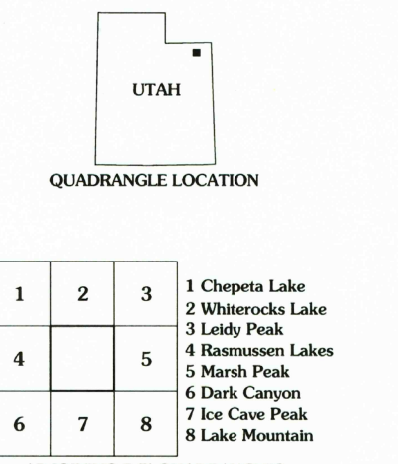 UTAH
QUADRANGLE LOCATION
1 2 3
4 5
6 7 8
1 Chepeta Lake
2 Whiterocks Lake
3 Leidy Peak
4 Rasmussen Lakes
5 Marsh Peak
6 Dark Canyon
7 Ice Cave Peak
8 Lake Mountain